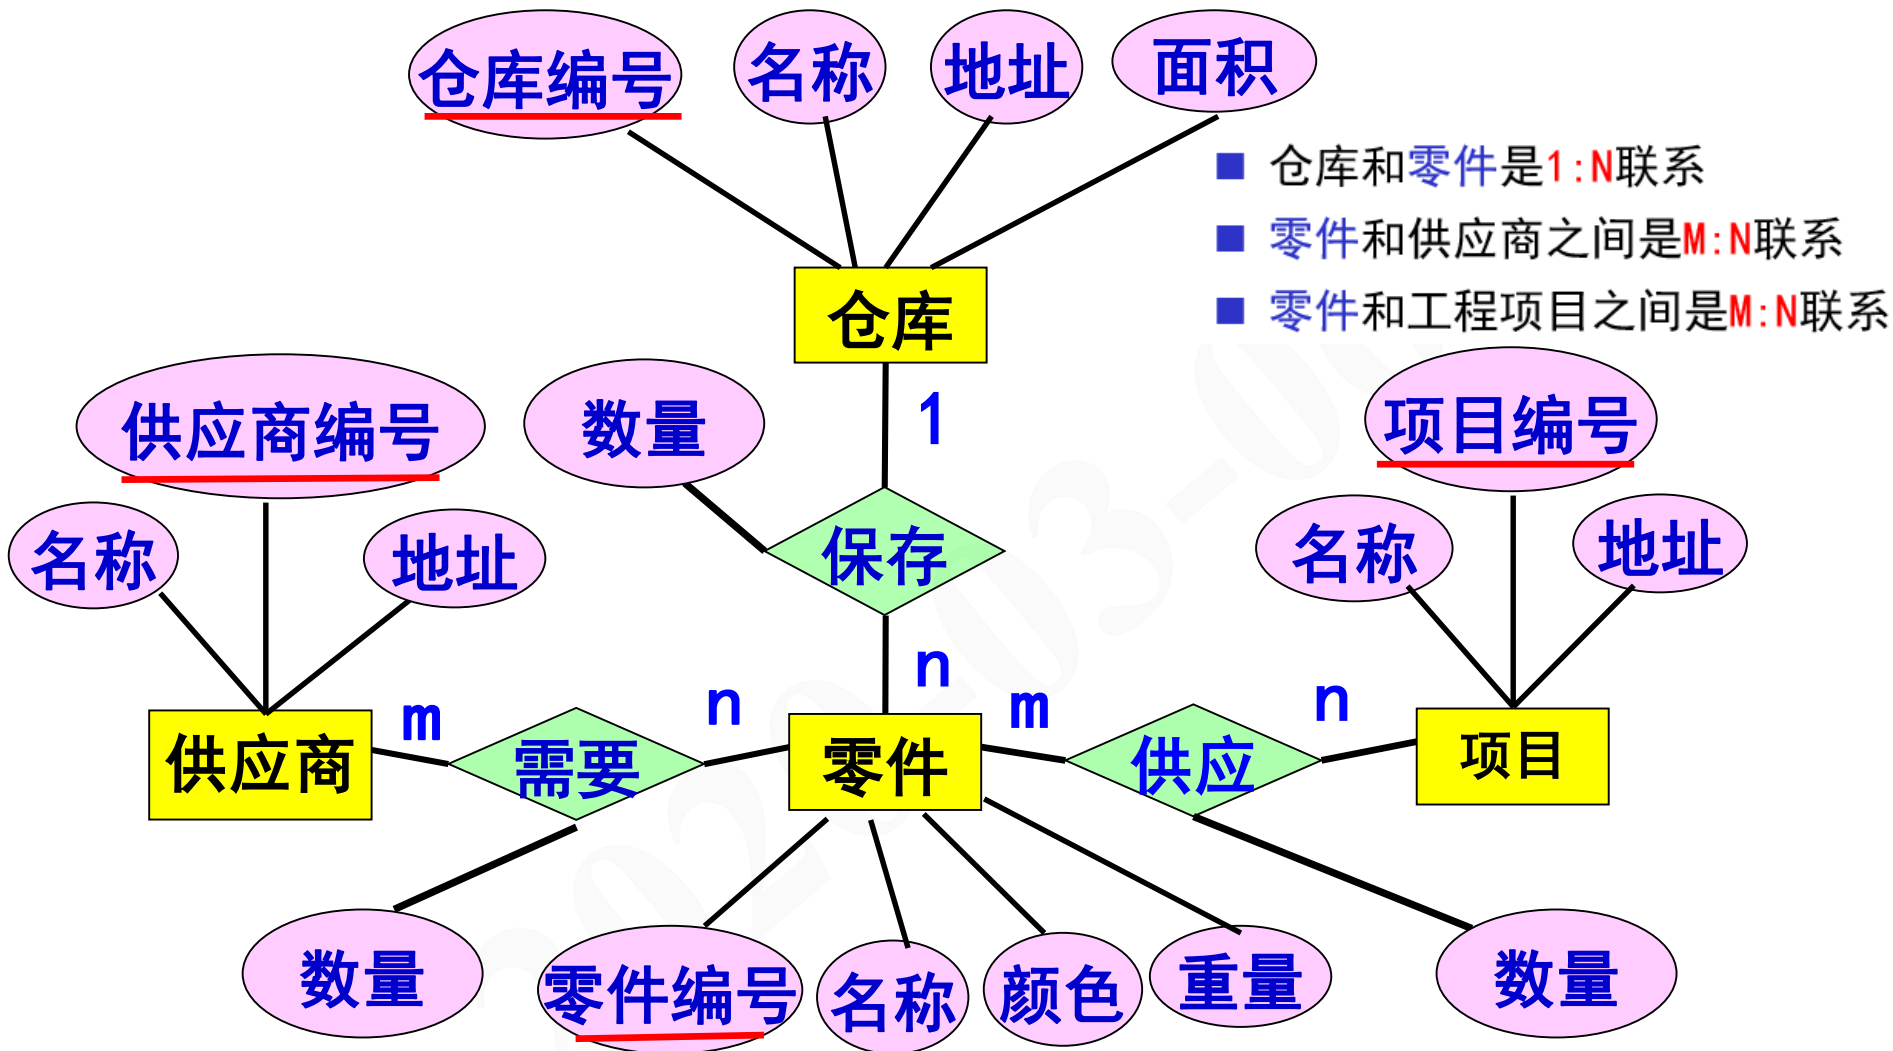 仓库编号
名称
地址
面积
仓库和零件是1:N联系
零件和供应商之间是M:N联系
零件和工程项目之间是M:N联系
仓库
1
供应商编号
数量
项目编号
名称
地址
保存
名称
地址
n
供应商
m
需要
n
零件
m
供应
n
项目
数量
零件编号
名称
颜色
重量
数量